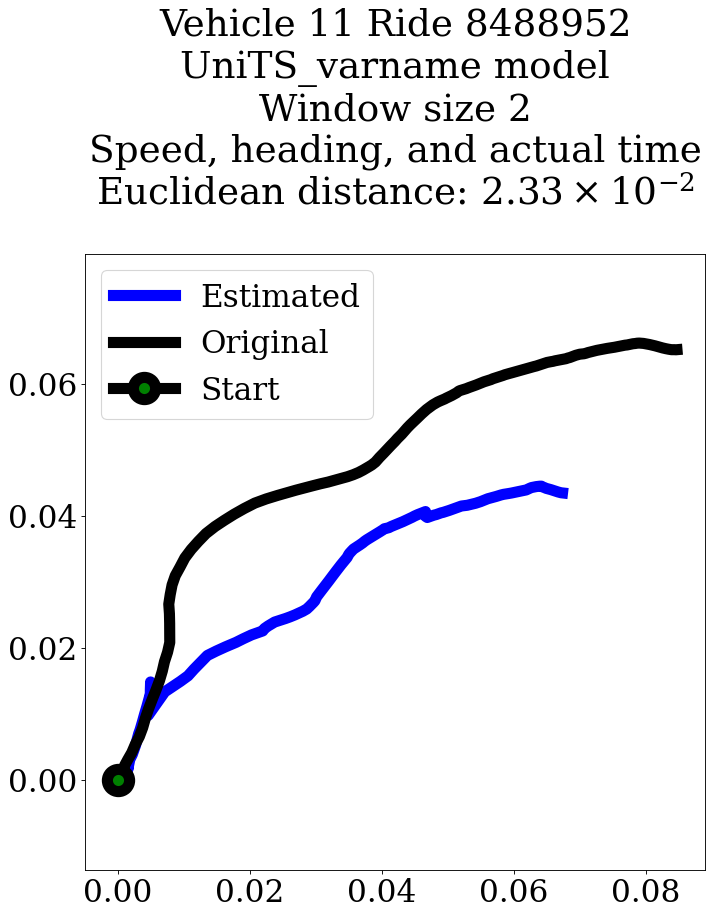 Vehicle 11 Ride 8488952
UniTS_varname model
Window size 2
Speed, heading, and actual time
Euclidean distance: 2.33 × 10⁻²
Estimated
Original
Start
0.06
0.04
0.02
0.00
0.00 0.02 0.04 0.06 0.08